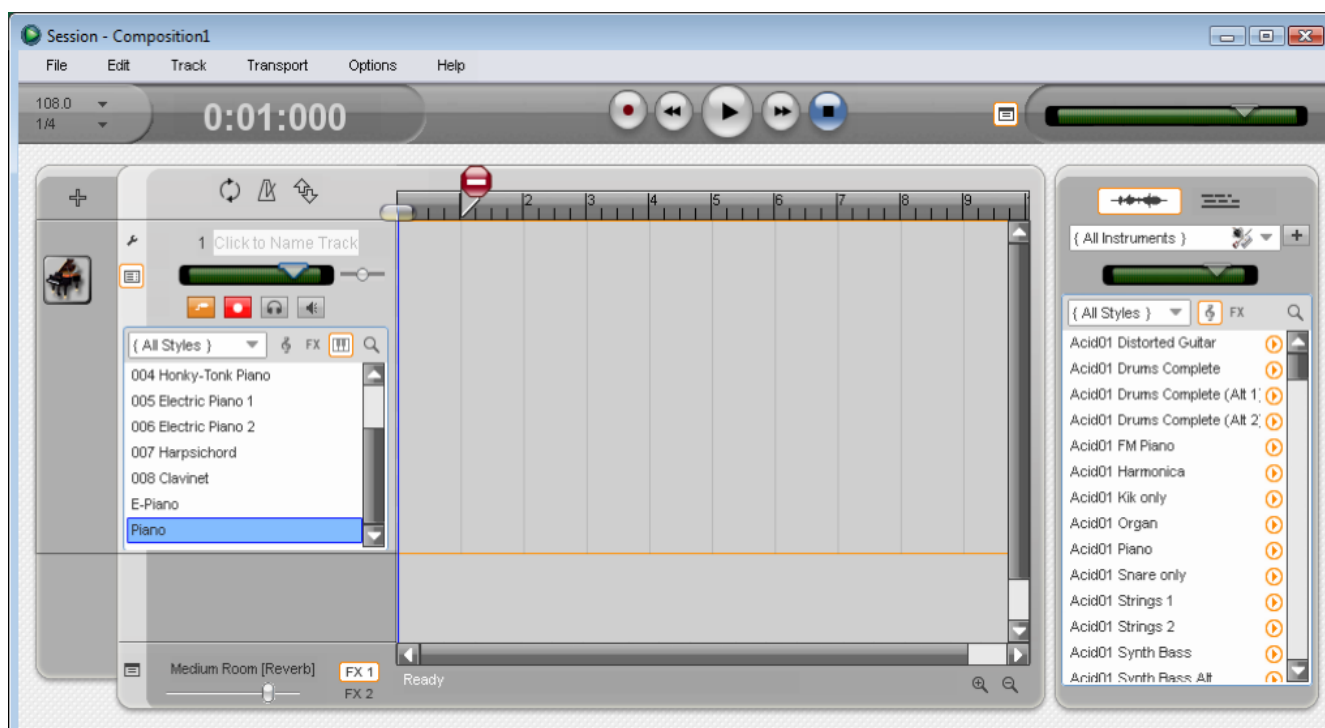 Session - Composition1
File Edit Track Transport Options Help
108.0
1/4
0:01:000
2 3 4 5 6 7 8 9
1 Click to Name Track
{ All Styles } FX
004 Honky-Tonk Piano
005 Electric Piano 1
006 Electric Piano 2
007 Harpsichord
008 Clavinet
E-Piano
Piano
Medium Room [Reverb] FX 1
FX 2
Ready
{ All Instruments }
{ All Styles } FX
Acid01 Distorted Guitar
Acid01 Drums Complete
Acid01 Drums Complete (Alt 1)
Acid01 Drums Complete (Alt 2)
Acid01 FM Piano
Acid01 Harmonica
Acid01 Kik only
Acid01 Organ
Acid01 Piano
Acid01 Snare only
Acid01 Strings 1
Acid01 Strings 2
Acid01 Synth Bass
Acid01 Synth Bass Alt